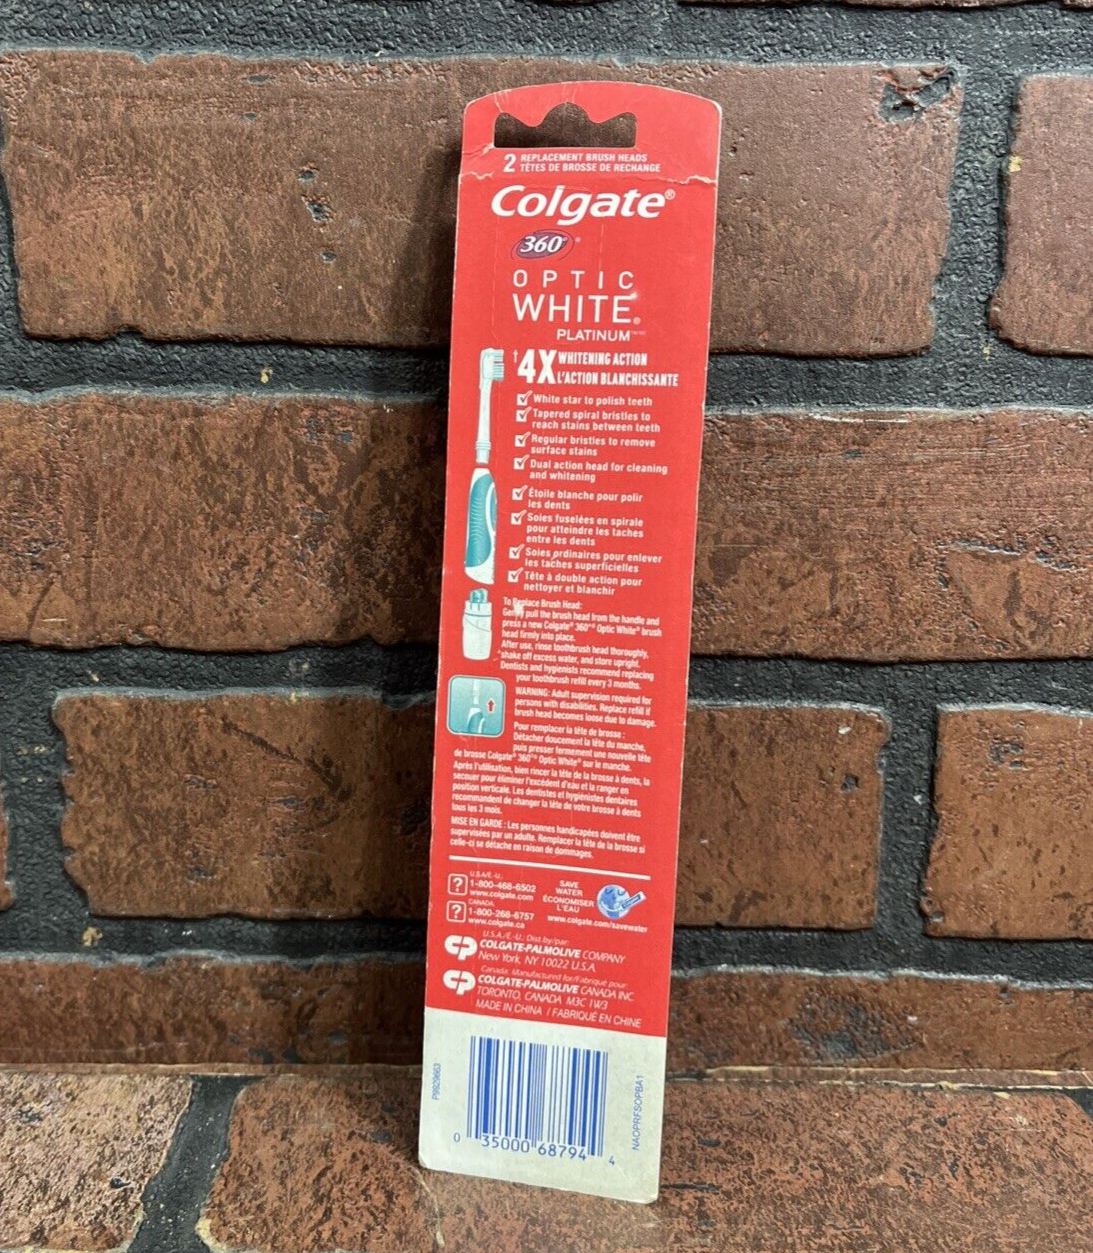 2 REPLACEMENT BRUSH HEADS
TÊTES DE BROSSE DE RECHANGE
Colgate®
360°®
OPTIC
WHITE®
PLATINUM
†4X WHITENING ACTION
L'ACTION BLANCHISSANTE
White star to polish teeth
Tapered spiral bristles to
reach stains between teeth
Regular bristles to remove
surface stains
Dual action head for cleaning
and whitening
Étoile blanche pour polir
les dents
Soies fuselées en spirale
pour atteindre les taches
entre les dents
Soies ordinaires pour enlever
les taches superficielles
Tête à double action pour
nettoyer et blanchir
To Replace Brush Head:
Gently pull the brush head from the handle and
press a new Colgate® 360°® Optic White® brush
head firmly into place.
After use, rinse toothbrush head thoroughly,
shake off excess water, and store upright.
Dentists and hygienists recommend replacing
your toothbrush refill every 3 months.
WARNING: Adult supervision required for
persons with disabilities. Replace refill if
brush head becomes loose due to damage.
Pour remplacer la tête de brosse :
Détacher doucement la tête du manche,
puis presser fermement une nouvelle tête
de brosse Colgate® 360°® Optic White® sur le manche.
Après l'utilisation, bien rincer la tête de la brosse à dents, la
secouer pour éliminer l'excédent d'eau et la ranger en
position verticale. Les dentistes et hygiénistes dentaires
recommandent de changer la tête de votre brosse à dents
tous les 3 mois.
MISE EN GARDE : Les personnes handicapées doivent être
supervisées par un adulte. Remplacer la tête de la brosse si
celle-ci se détache en raison de dommages.
U.S.A/E.-U.
1-800-468-6502
www.colgate.com
CANADA
1-800-268-6757
www.colgate.ca
SAVE
WATER
ÉCONOMISER
L'EAU
www.colgate.com/savewater
U.S.A./E.-U.: Dist.by/par:
COLGATE-PALMOLIVE COMPANY
New York, NY 10022 U.S.A.
Canada: Manufactured for/Fabriqué pour:
COLGATE-PALMOLIVE CANADA INC
TORONTO, CANADA M3C 1W3
MADE IN CHINA / FABRIQUÉ EN CHINE
P9929663
NAOPRFSOPBA1
0 35000 68794 4